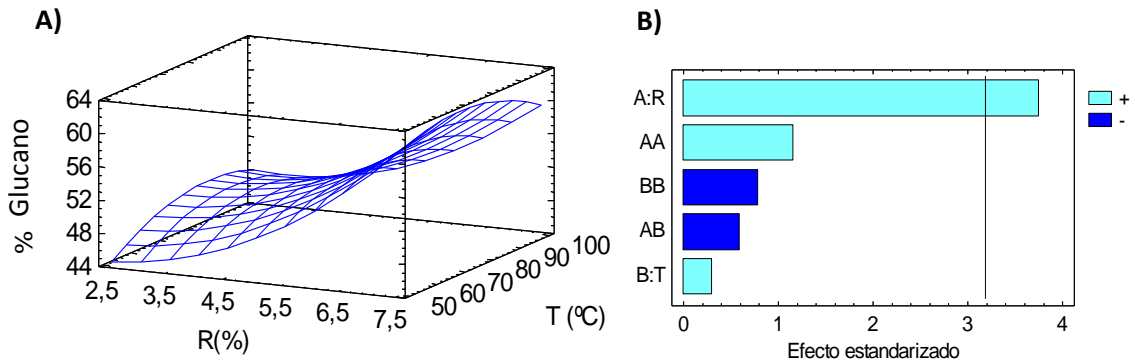 A)
% Glucano
64
60
56
52
48
44
2,5 3,5 4,5 5,5 6,5 7,5
R(%)
50 60 70 80 90 100
T (ºC)
B)
A:R
AA
BB
AB
B:T
0 1 2 3 4
Efecto estandarizado
+
-